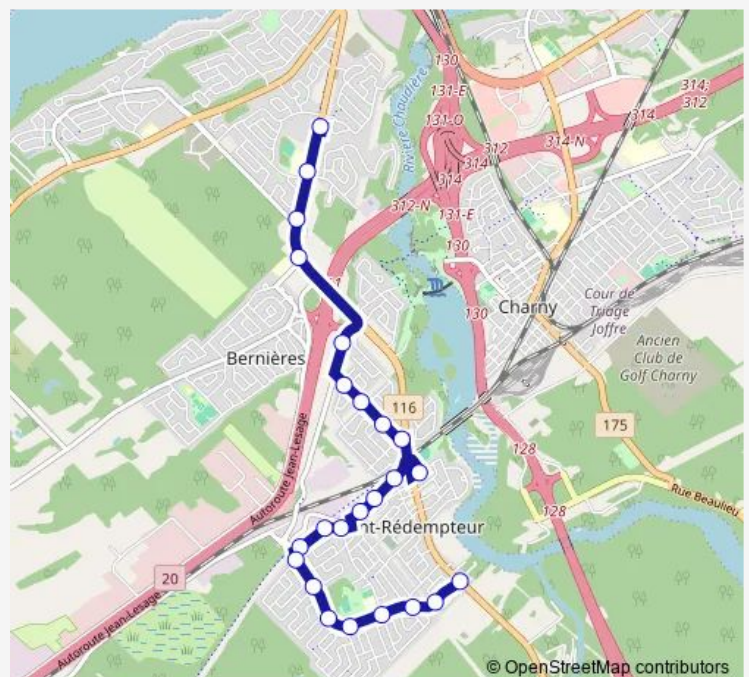 130
131-E
131-O
Rivière Chaudière
314;
312
314
314-N
312
314
314
312-N
131-E
130
Charny
Cour de
Triage
Joffre
130
Ancien
Club de
Golf Charny
Bernières
116
175
128
Rue Beaulieu
128
Autoroute Jean-Lesage
nt-Rédempteur
20
Autoroute Jean-Lesage
© OpenStreetMap contributors